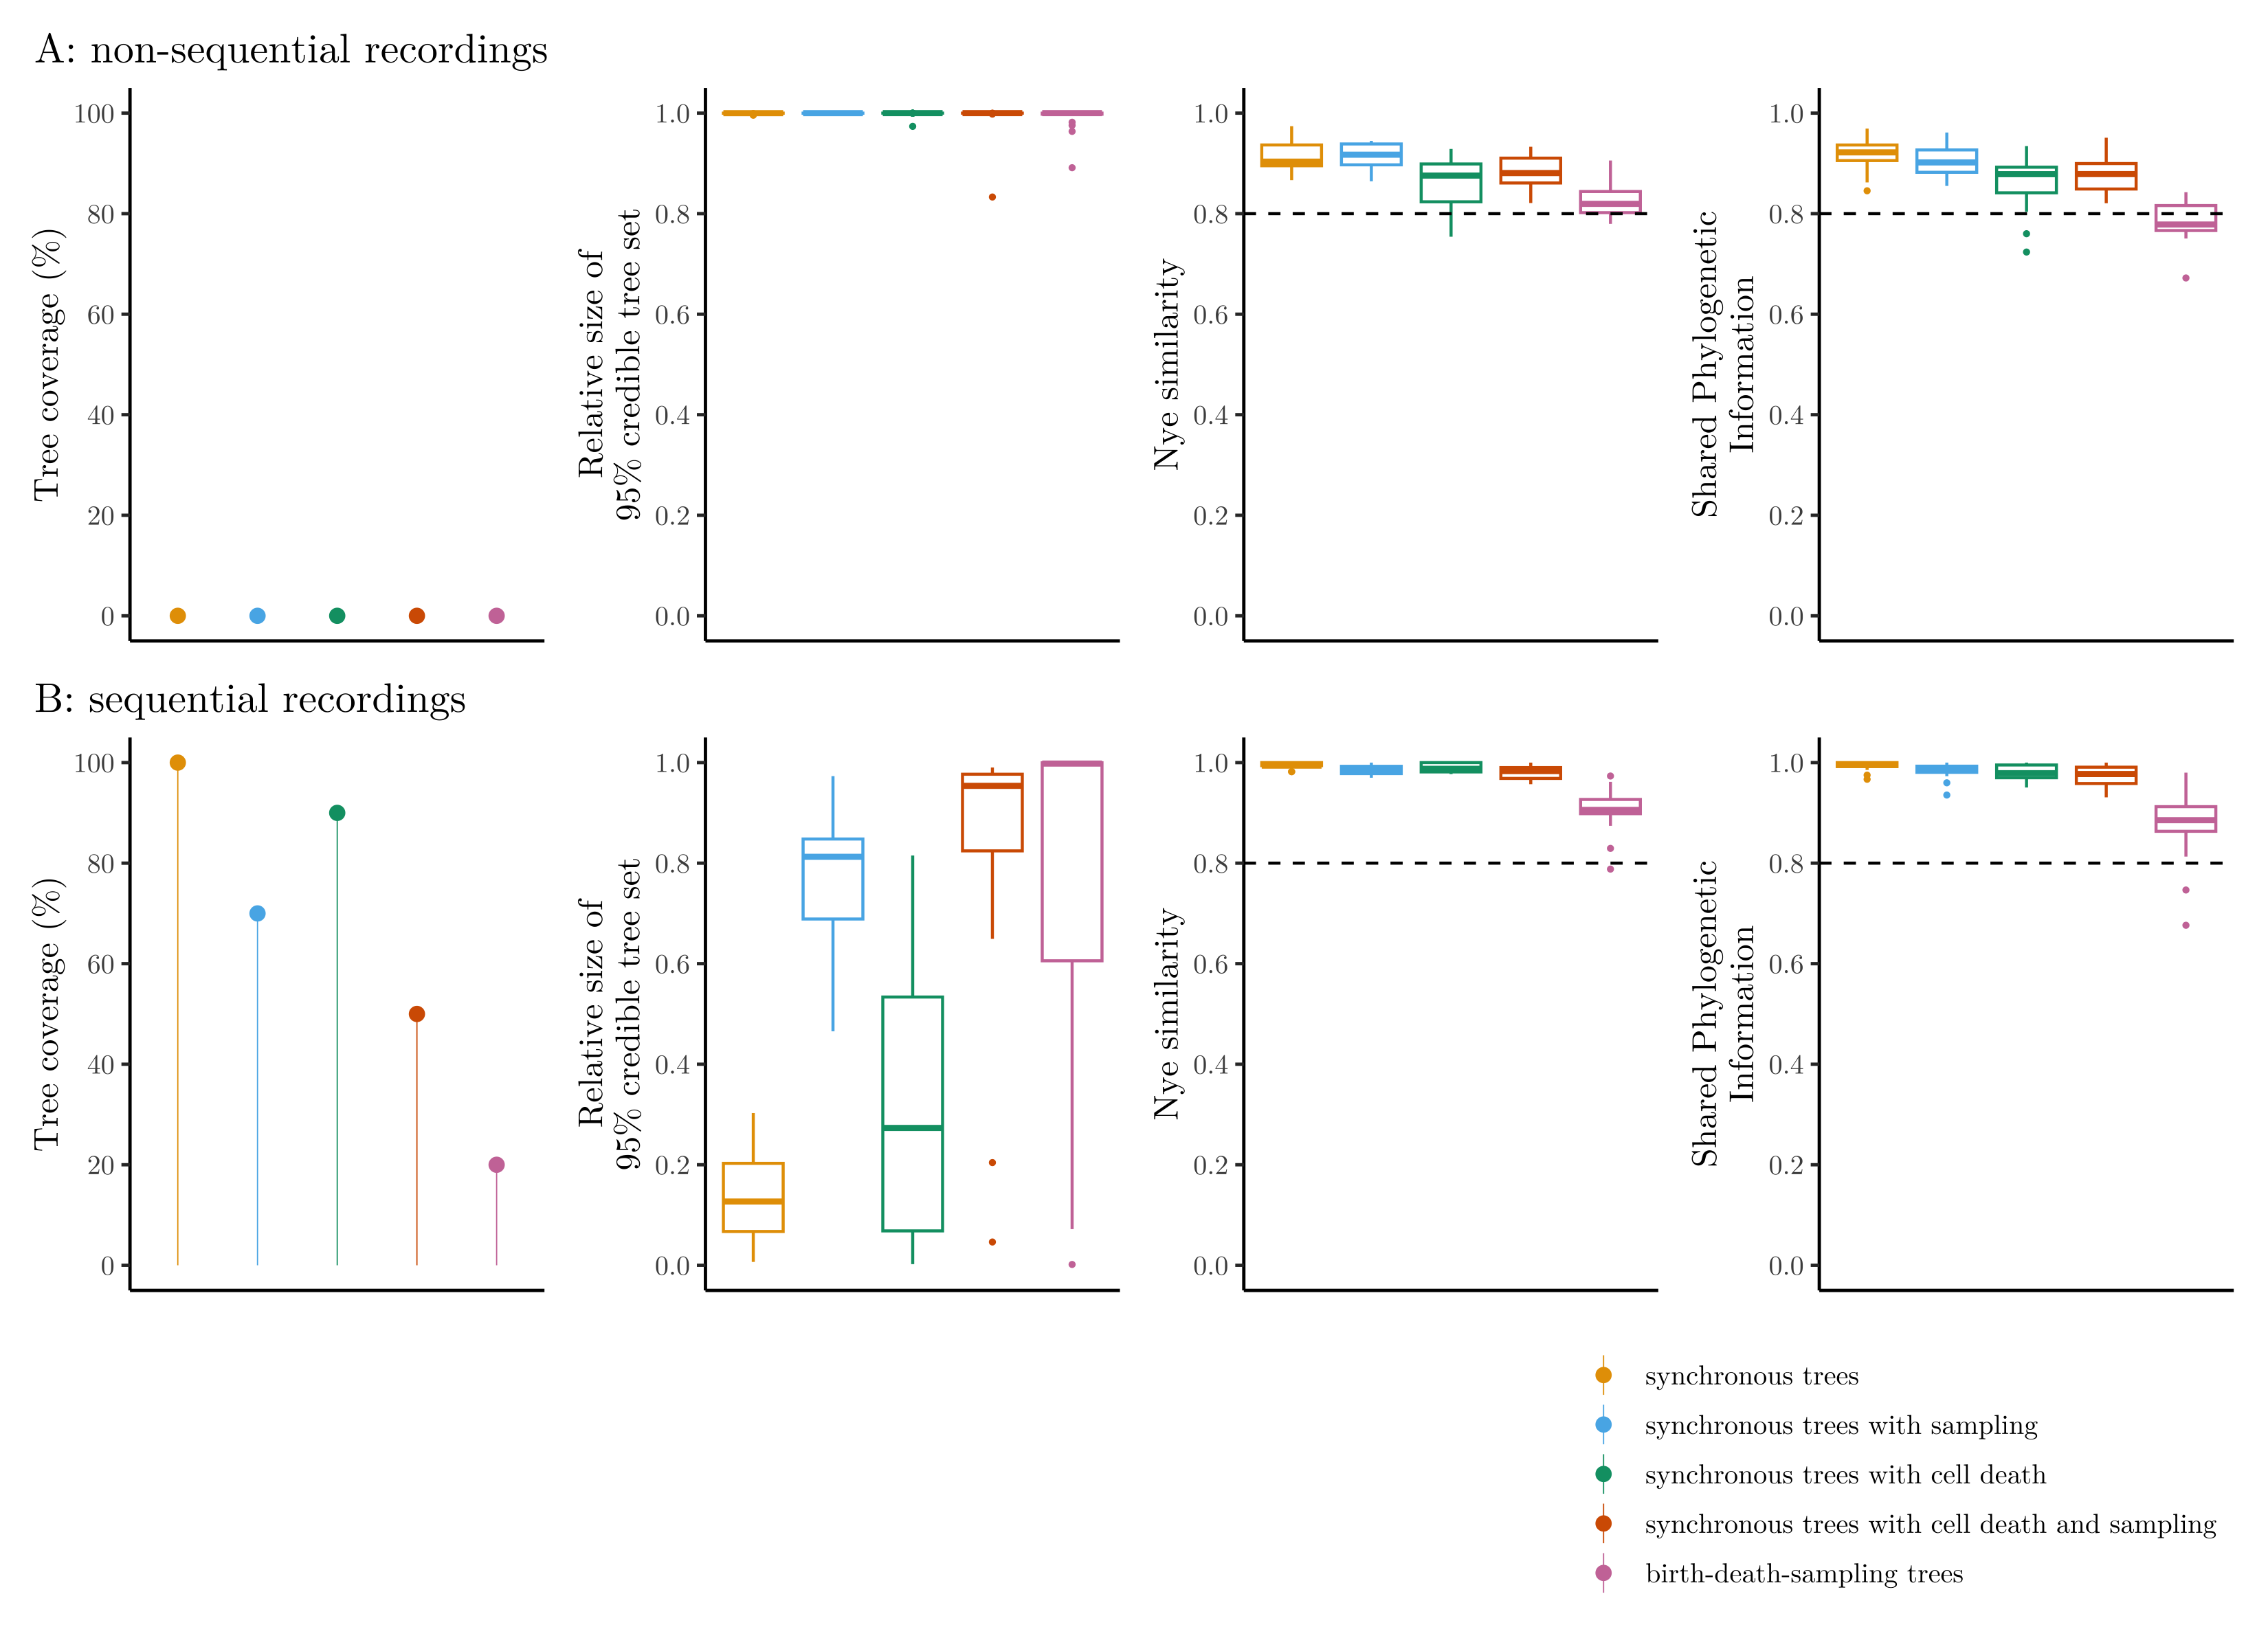 A: non-sequential recordings
Tree coverage (%)
100
80
60
40
20
0
Relative size of
95% credible tree set
1.0
0.8
0.6
0.4
0.2
0.0
Nye similarity
1.0
0.8
0.6
0.4
0.2
0.0
Shared Phylogenetic
Information
1.0
0.8
0.6
0.4
0.2
0.0
B: sequential recordings
Tree coverage (%)
100
80
60
40
20
0
Relative size of
95% credible tree set
1.0
0.8
0.6
0.4
0.2
0.0
Nye similarity
1.0
0.8
0.6
0.4
0.2
0.0
Shared Phylogenetic
Information
1.0
0.8
0.6
0.4
0.2
0.0
synchronous trees
synchronous trees with sampling
synchronous trees with cell death
synchronous trees with cell death and sampling
birth-death-sampling trees